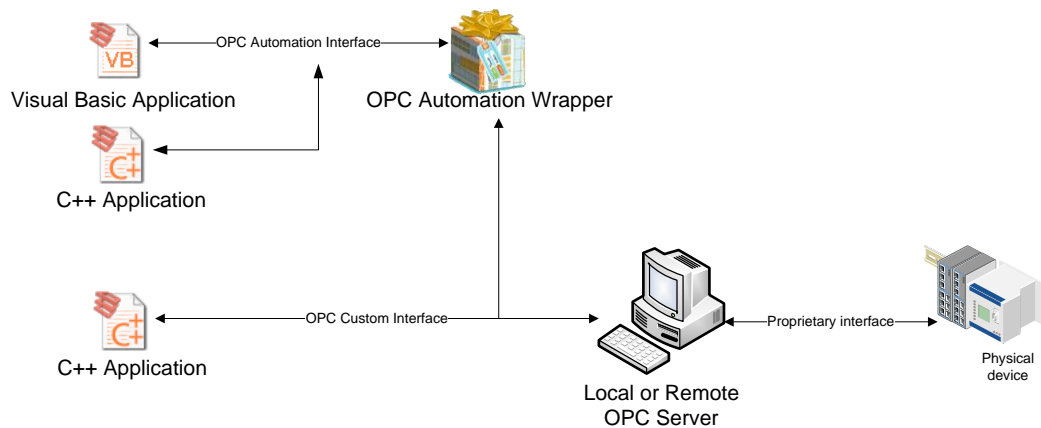 OPC Automation Interface
VB
Visual Basic Application
OPC Automation Wrapper
C+
+
C++ Application
OPC Custom Interface
C+
+
C++ Application
Proprietary interface
Local or Remote
OPC Server
Physical
device